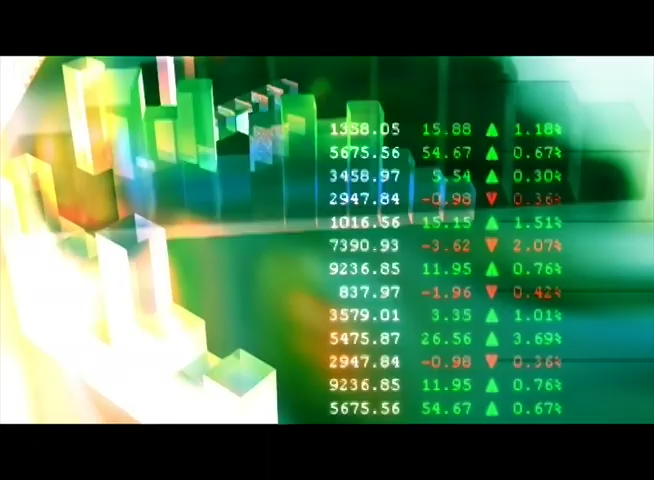 1358.05 15.88 ▲ 1.18%
5675.56 54.67 ▲ 0.67%
3458.97 5.54 ▲ 0.30%
2947.84 -0.98 ▼ 0.36%
1016.56 15.15 ▲ 1.51%
7390.93 -3.62 ▼ 2.07%
9236.85 11.95 ▲ 0.76%
837.97 -1.96 ▼ 0.42%
3579.01 3.35 ▲ 1.01%
5475.87 26.56 ▲ 3.69%
2947.84 -0.98 ▼ 0.36%
9236.85 11.95 ▲ 0.76%
5675.56 54.67 ▲ 0.67%